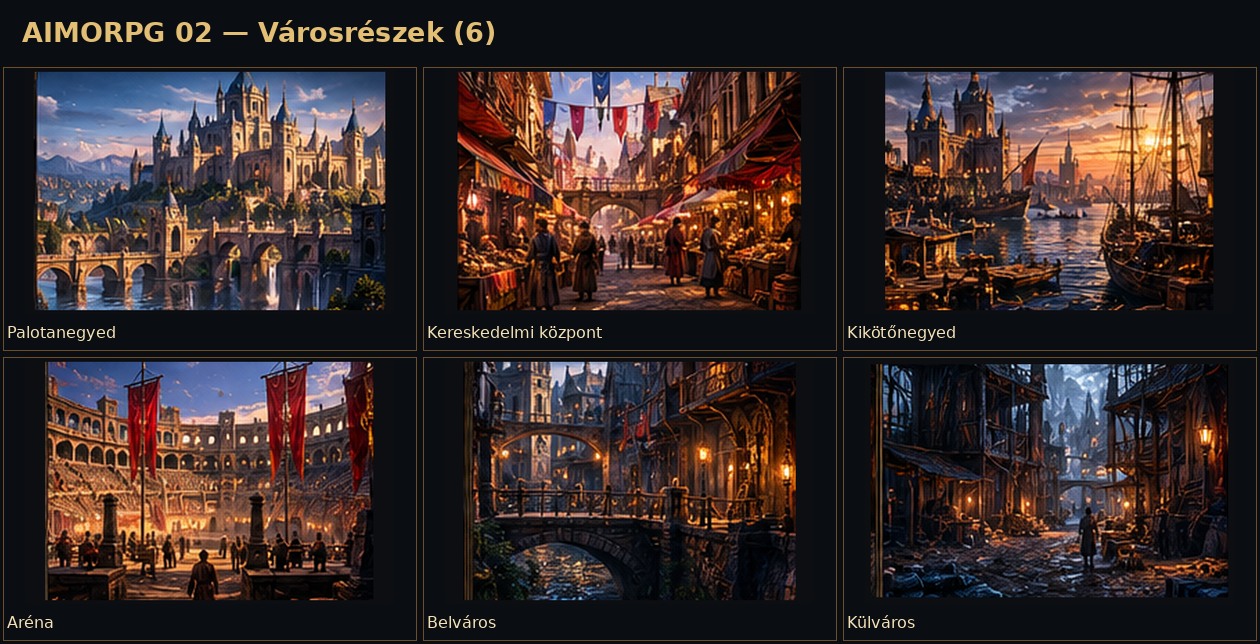 AIMORPG 02 — Városrészek (6)
Palotanegyed
Kereskedelmi központ
Kikötőnegyed
Aréna
Belváros
Külváros